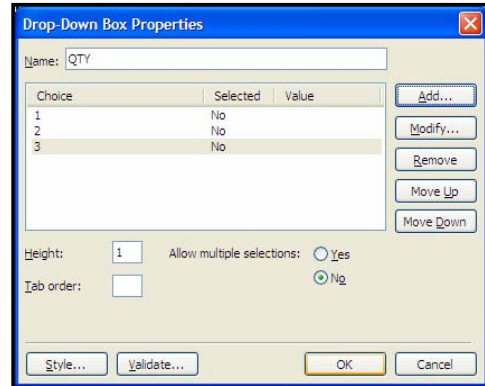 Drop-Down Box Properties
Name: QTY
Choice Selected Value
1 No
2 No
3 No
Add...
Modify...
Remove
Move Up
Move Down
Height: 1 Allow multiple selections: Yes
No
Tab order:
Style... Validate... OK Cancel